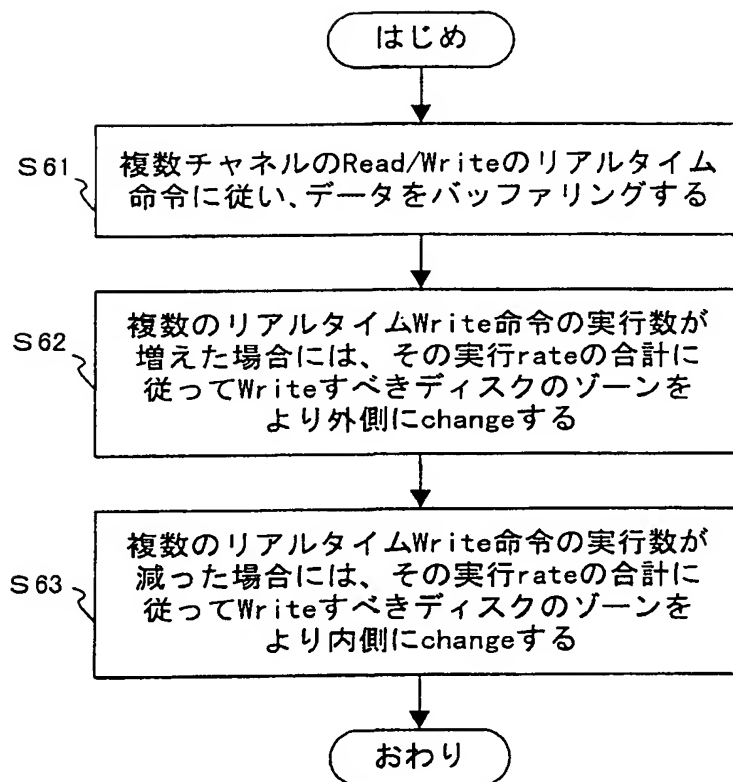 はじめ
S61
複数チャネルのRead/Writeのリアルタイム
命令に従い、データをバッファリングする
S62
複数のリアルタイムWrite命令の実行数が
増えた場合には、その実行rateの合計に
従ってWriteすべきディスクのゾーンを
より外側にchangeする
S63
複数のリアルタイムWrite命令の実行数が
減った場合には、その実行rateの合計に
従ってWriteすべきディスクのゾーンを
より内側にchangeする
おわり